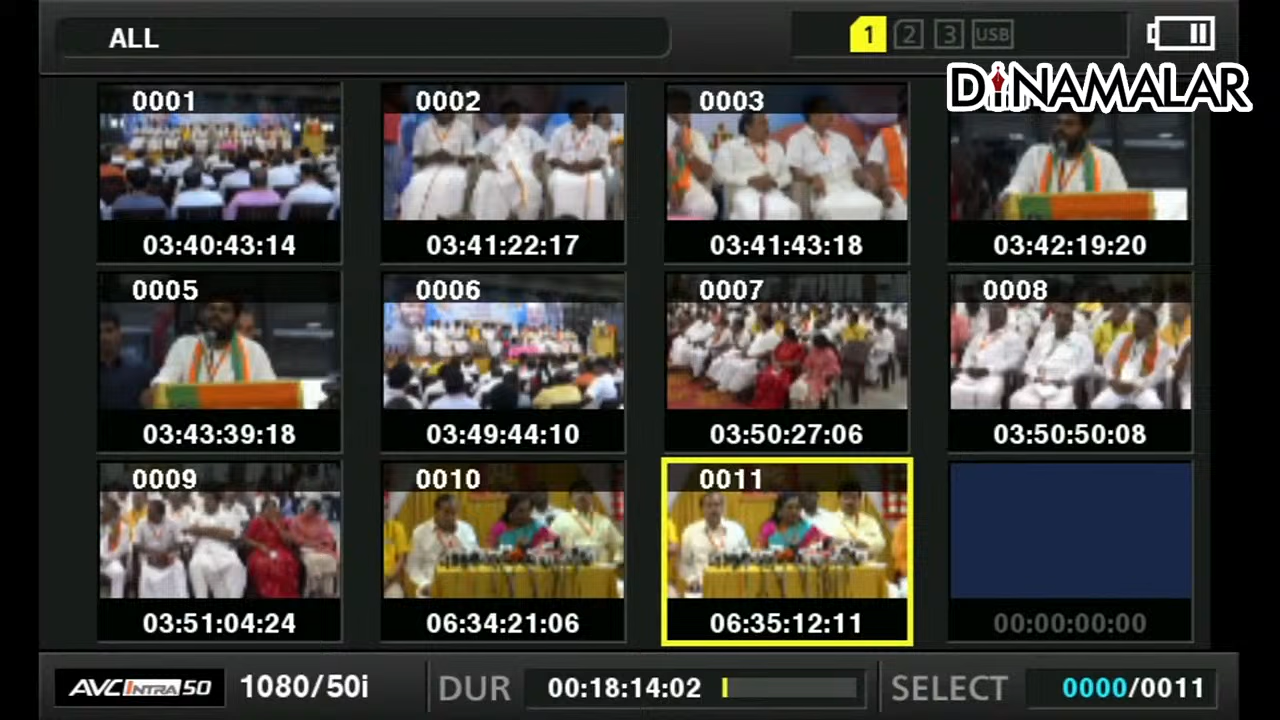 ALL
1 2 3 USB
DINAMALAR
0001 0002 0003
03:40:43:14 03:41:22:17 03:41:43:18 03:42:19:20
0005 0006 0007 0008
03:43:39:18 03:49:44:10 03:50:27:06 03:50:50:08
0009 0010 0011
03:51:04:24 06:34:21:06 06:35:12:11 00:00:00:00
AVC INTRA 50 1080/50i DUR 00:18:14:02 SELECT 0000/0011